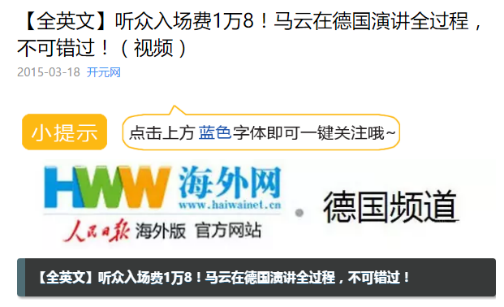 【全英文】听众入场费1万8！马云在德国演讲全过程，
不可错过！（视频）
2015-03-18 开元网
小提示
点击上方 蓝色 字体即可一键关注哦~
HWW 海外网
www.haiwainet.cn
人民日报 海外版 官方网站
·德国频道
【全英文】听众入场费1万8！马云在德国演讲全过程，不可错过！